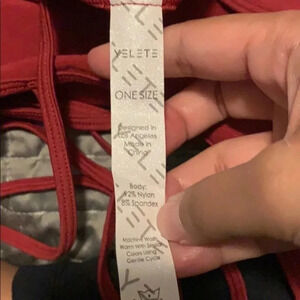 YELETE
ONE SIZE
Designed in
Los Angeles
Made in
China
Body:
92% Nylon
8% Spandex
Machine Wash
Warm With Similar
Colors Using
Gentle Cycle